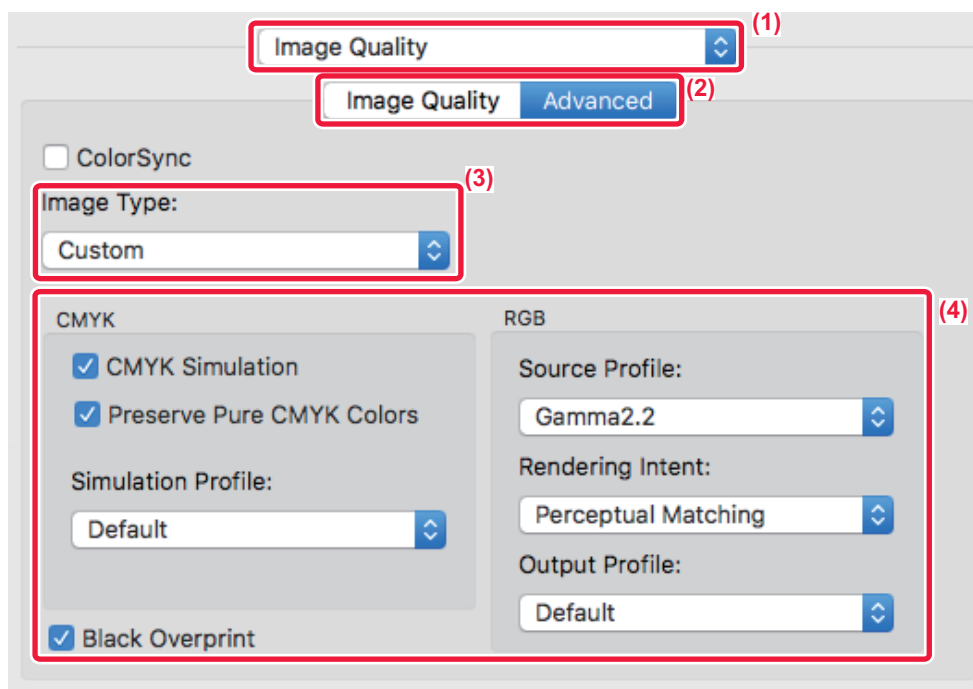 (1)
Image Quality
(2)
Image Quality Advanced
ColorSync
(3)
Image Type:
Custom
(4)
CMYK
CMYK Simulation
Preserve Pure CMYK Colors
Simulation Profile:
Default
Black Overprint
RGB
Source Profile:
Gamma2.2
Rendering Intent:
Perceptual Matching
Output Profile:
Default